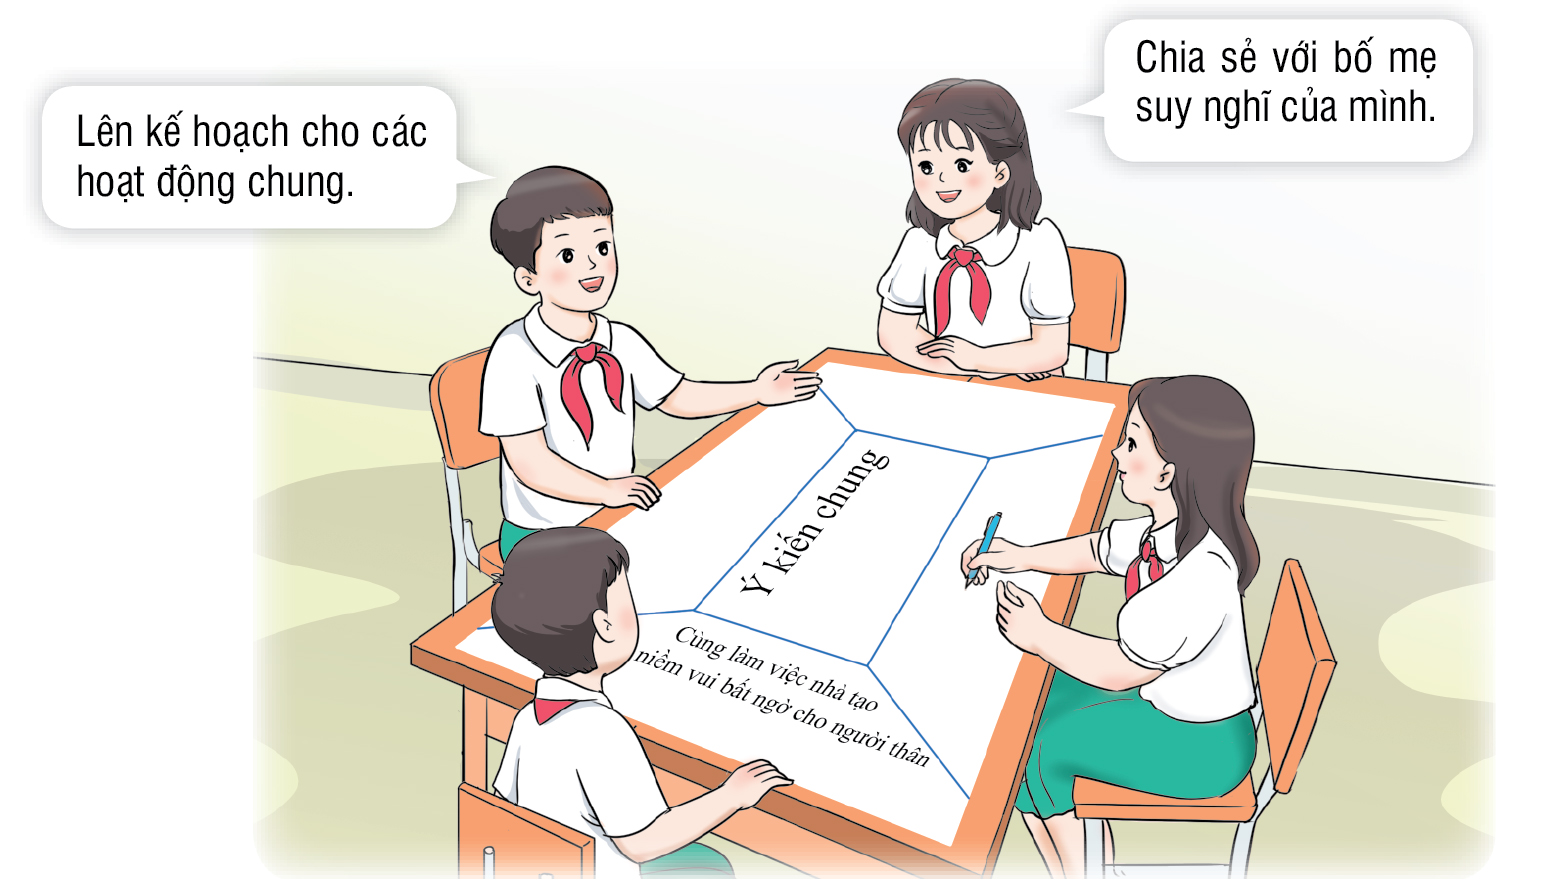 Lên kế hoạch cho các
hoạt động chung.
Chia sẻ với bố mẹ
suy nghĩ của mình.
Ý kiến chung
Cùng làm việc nhà tạo
niềm vui bất ngờ cho người thân